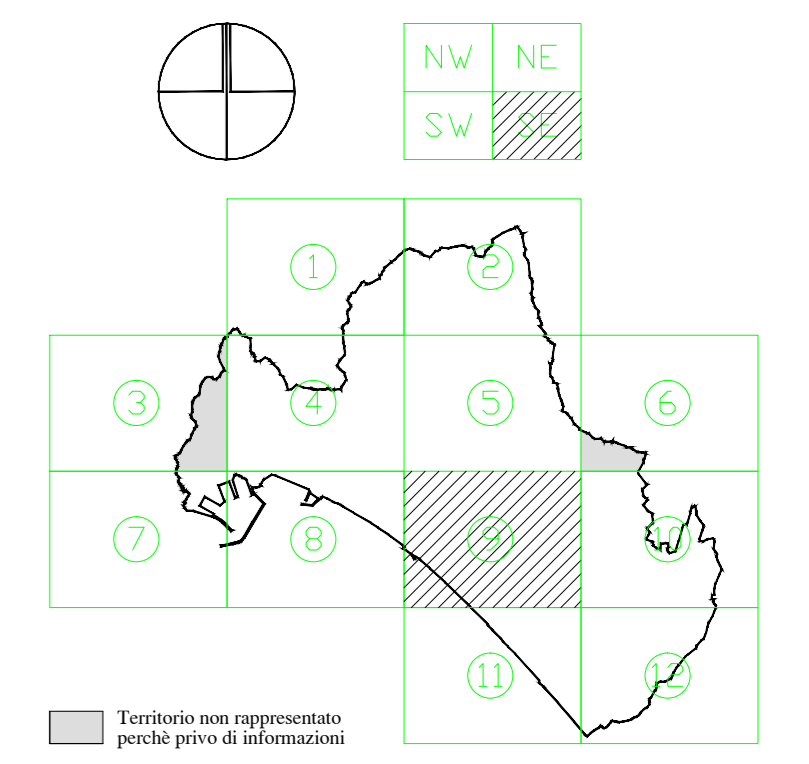 NW NE
SW SE
1 2
3 4 5 6
7 8 9 10
11 12
Territorio non rappresentato
perchè privo di informazioni